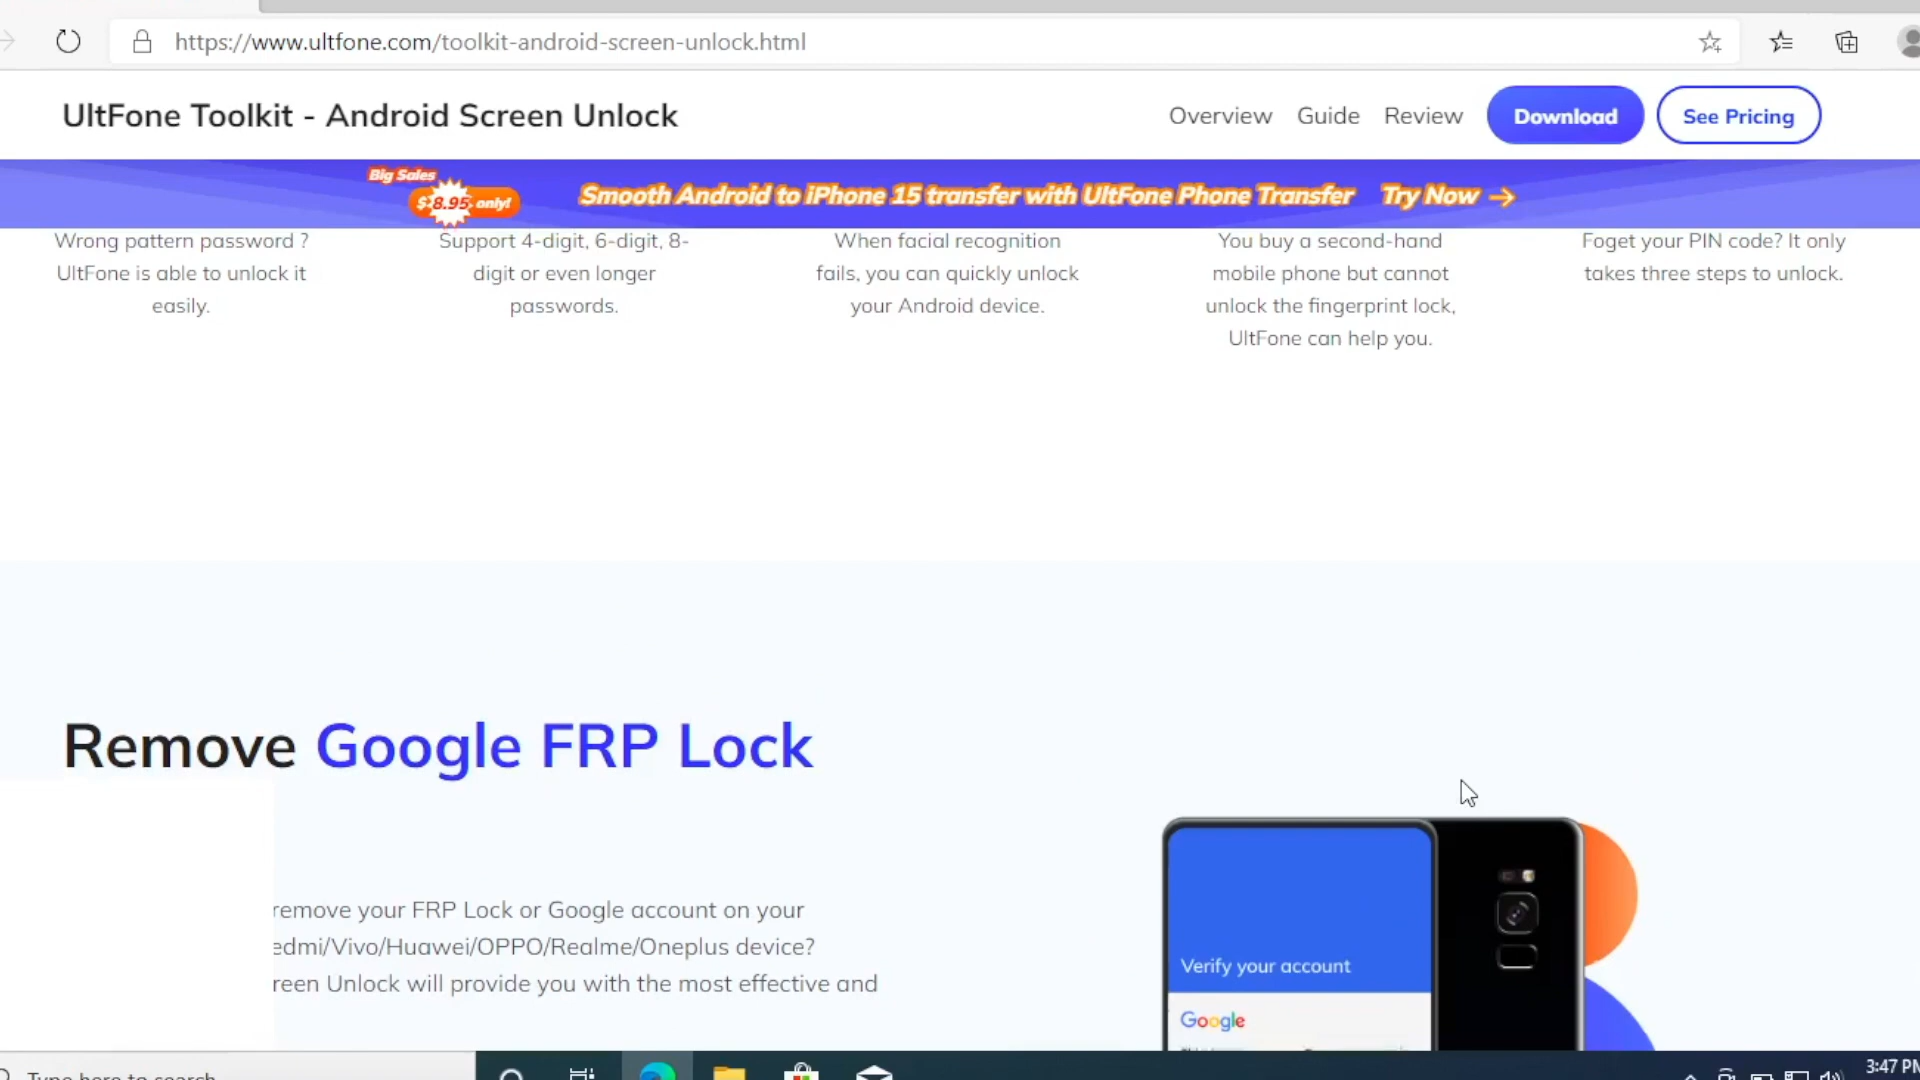 https://www.ultfone.com/toolkit-android-screen-unlock.html
UltFone Toolkit - Android Screen Unlock
Overview
Guide
Review
Download
See Pricing
Big Sales
$8.95 only!
Smooth Android to iPhone 15 transfer with UltFone Phone Transfer Try Now
Wrong pattern password ?
UltFone is able to unlock it
easily.
Support 4-digit, 6-digit, 8-
digit or even longer
passwords.
When facial recognition
fails, you can quickly unlock
your Android device.
You buy a second-hand
mobile phone but cannot
unlock the fingerprint lock,
UltFone can help you.
Foget your PIN code? It only
takes three steps to unlock.
Remove Google FRP Lock
remove your FRP Lock or Google account on your
edmi/Vivo/Huawei/OPPO/Realme/Oneplus device?
reen Unlock will provide you with the most effective and
Verify your account
Google
Type here to search
3:47 PM